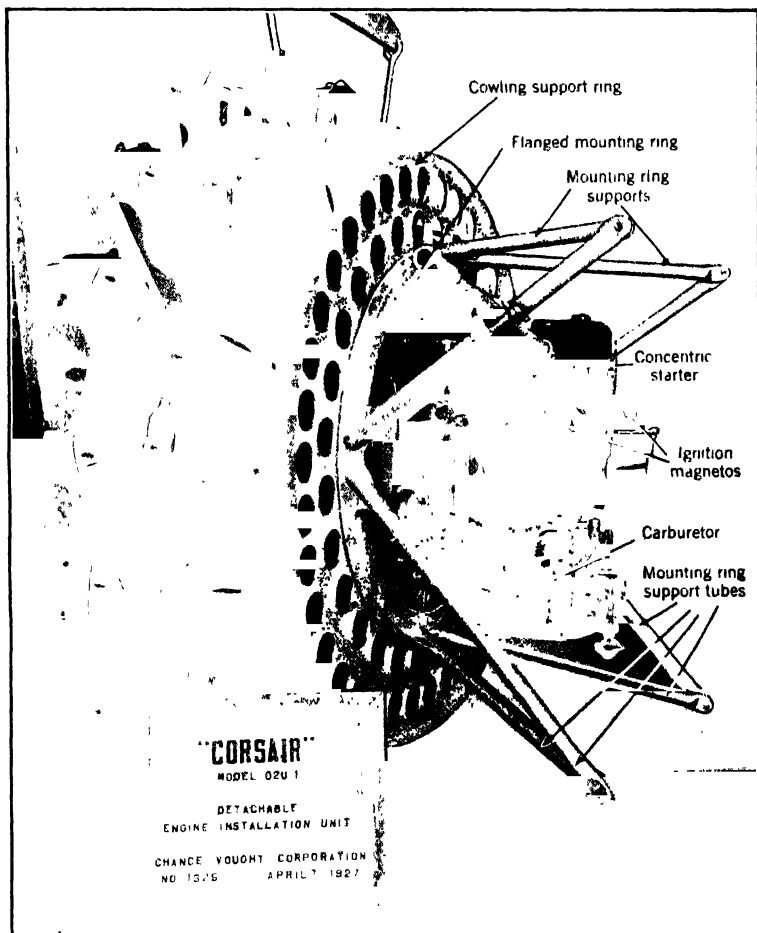 Cowling support ring
Flanged mounting ring
Mounting ring
supports
Concentric
starter
Ignition
magnetos
Carburetor
Mounting ring
support tubes
"CORSAIR"
MODEL O2U 1
DETACHABLE
ENGINE INSTALLATION UNIT
CHANCE VOUGHT CORPORATION
NO APRIL 7 1927